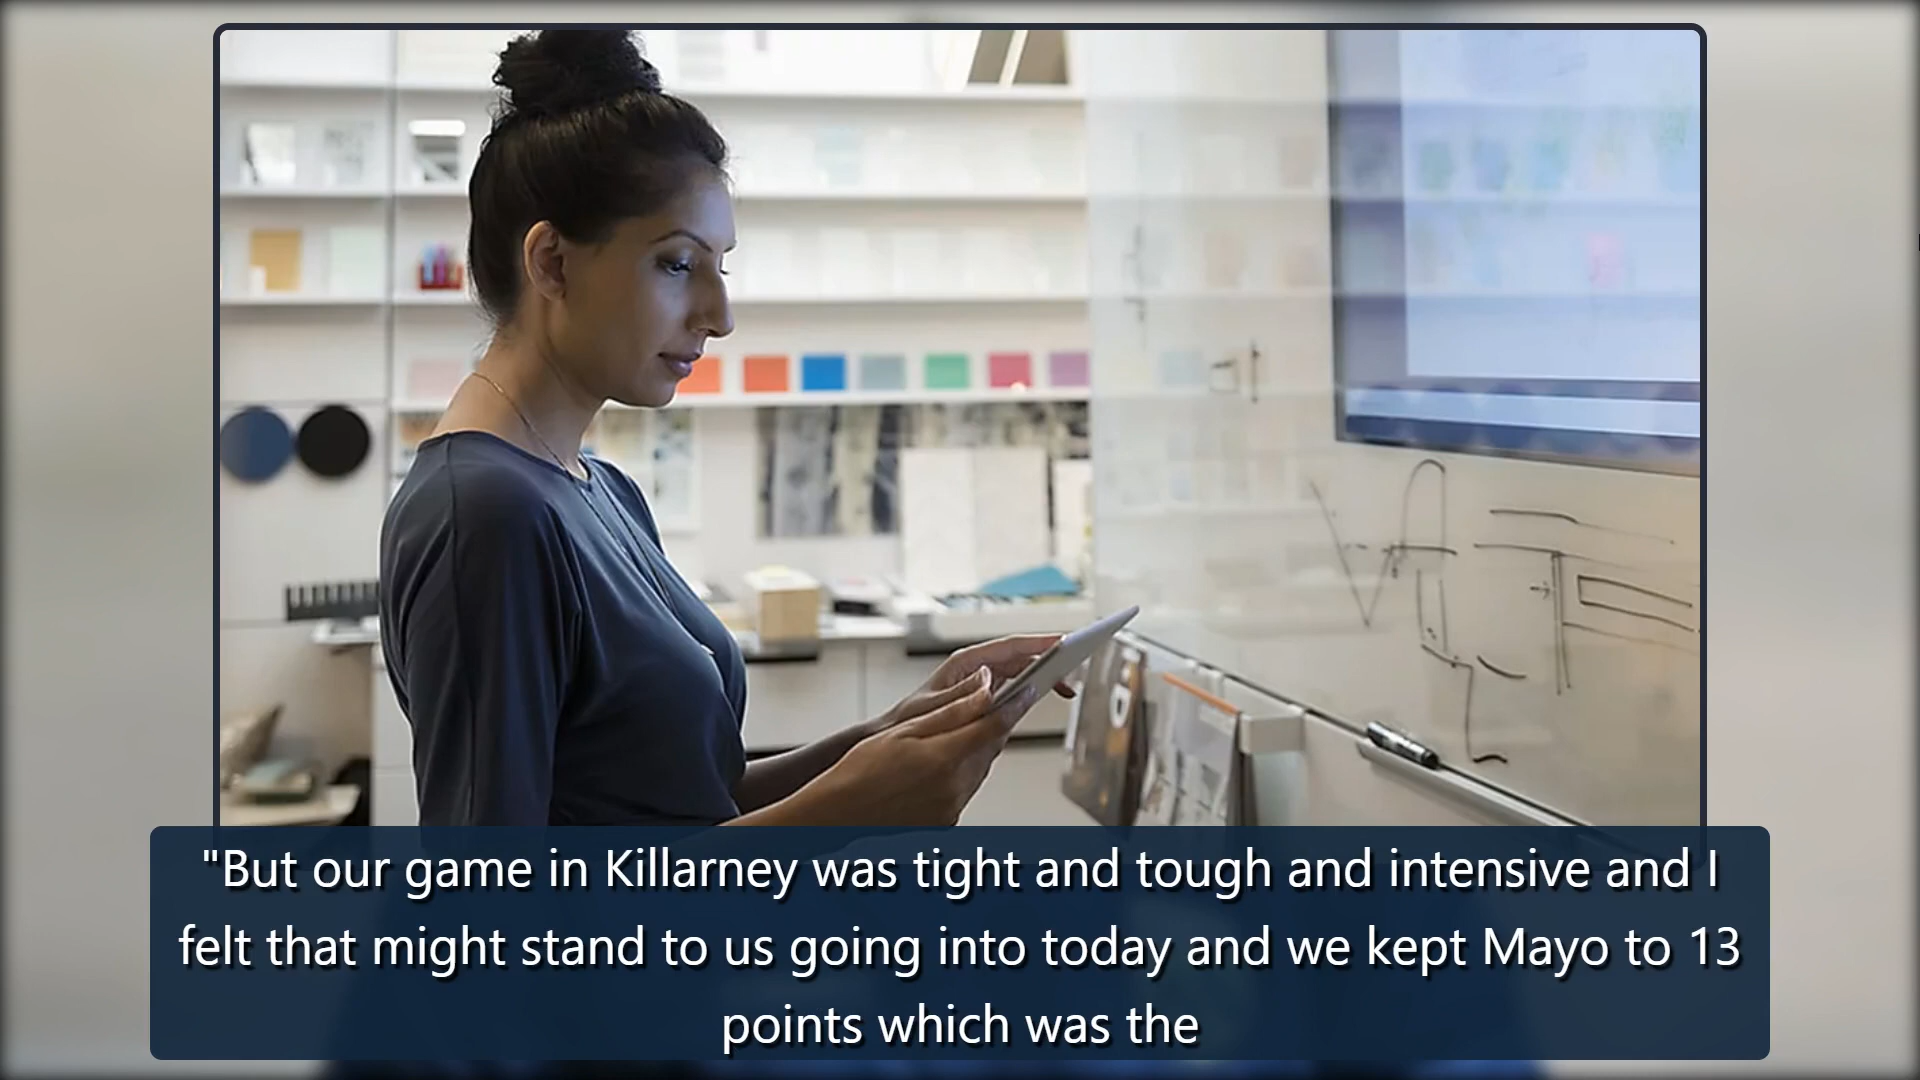 "But our game in Killarney was tight and tough and intensive and I
felt that might stand to us going into today and we kept Mayo to 13
points which was the